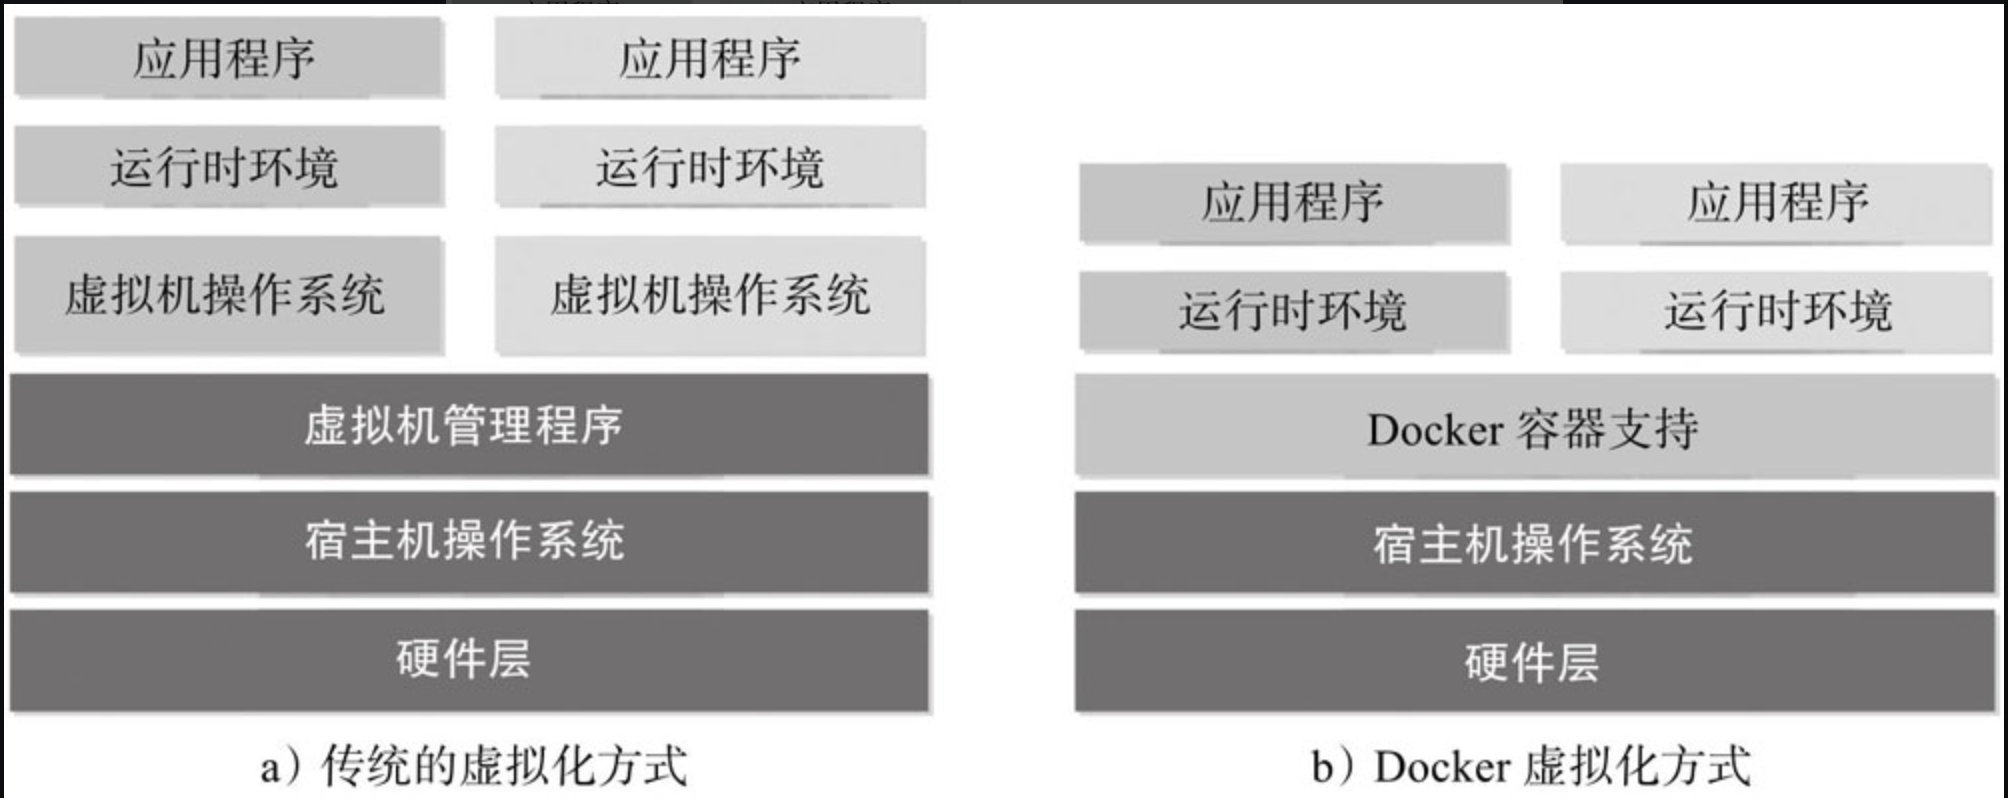 应用程序
应用程序
运行时环境
运行时环境
虚拟机操作系统
虚拟机操作系统
虚拟机管理程序
宿主机操作系统
硬件层
a）传统的虚拟化方式
应用程序
应用程序
运行时环境
运行时环境
Docker 容器支持
宿主机操作系统
硬件层
b）Docker 虚拟化方式